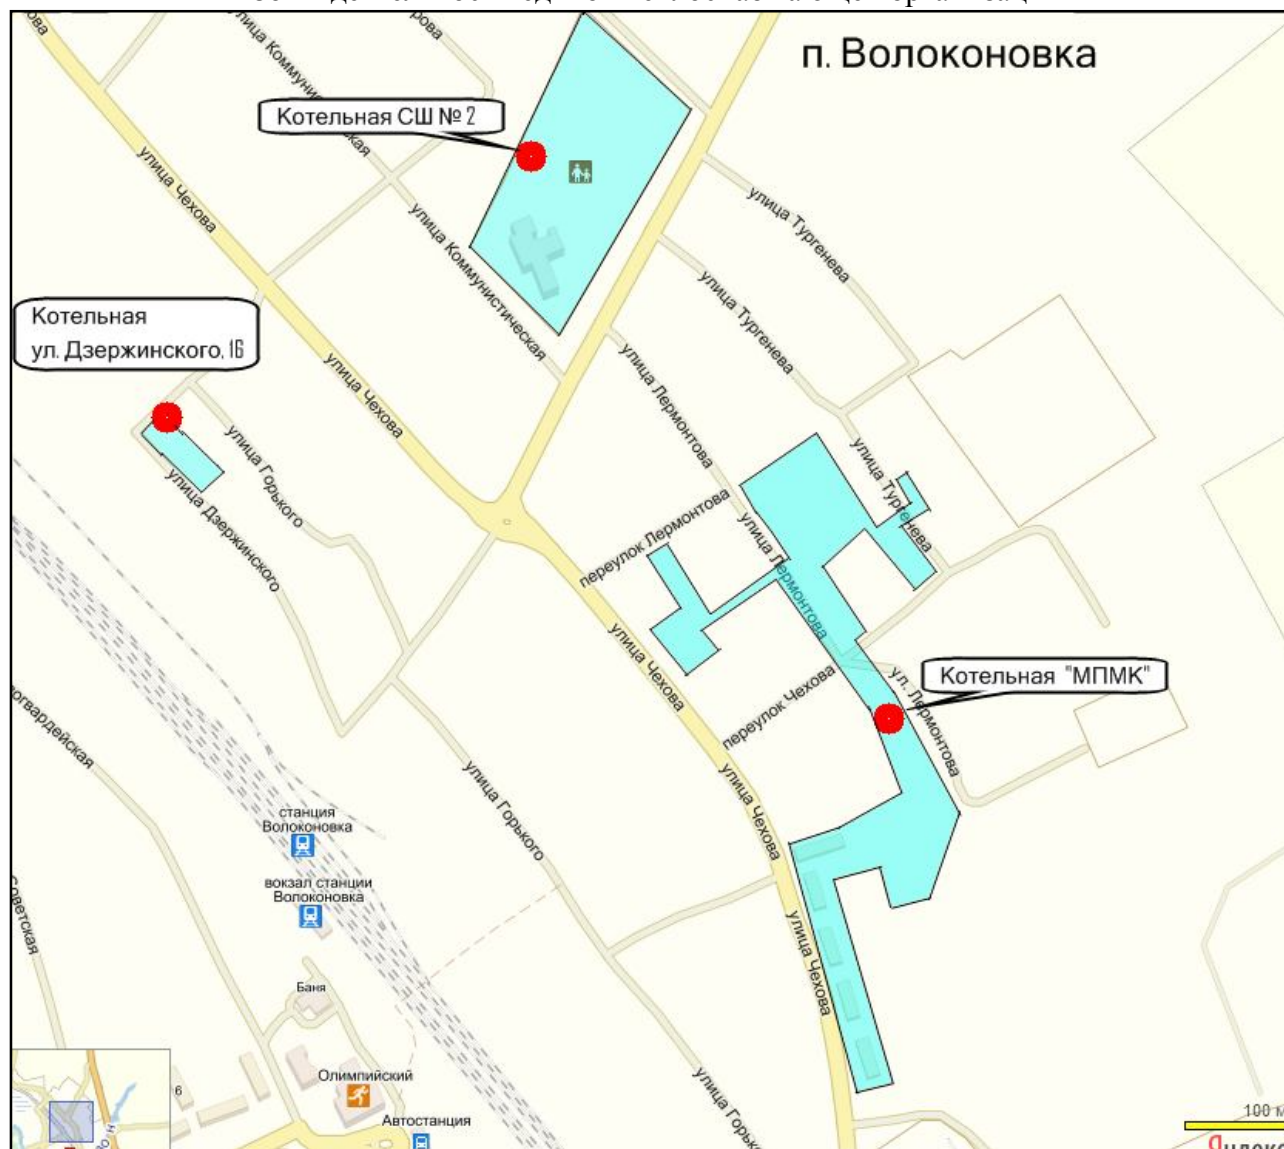 п. Волоконовка
улица Коммунистическая
Котельная СШ № 2
улица Чехова
улица Коммунистическая
улица Тургенева
улица Тургенева
Котельная
ул. Дзержинского, 16
улица Чехова
улица Лермонтова
улица Горького
улица Дзержинского
улица Тургенева
переулок Лермонтова
улица Лермонтова
улица Чехова
переулок Чехова
ул. Лермонтова
Котельная "МПМК"
улица Чехова
улица Горького
станция
Волоконовка
вокзал станции
Волоконовка
улица Чехова
Баня
6
Олимпийский
Автостанция
улица Горько
100 м